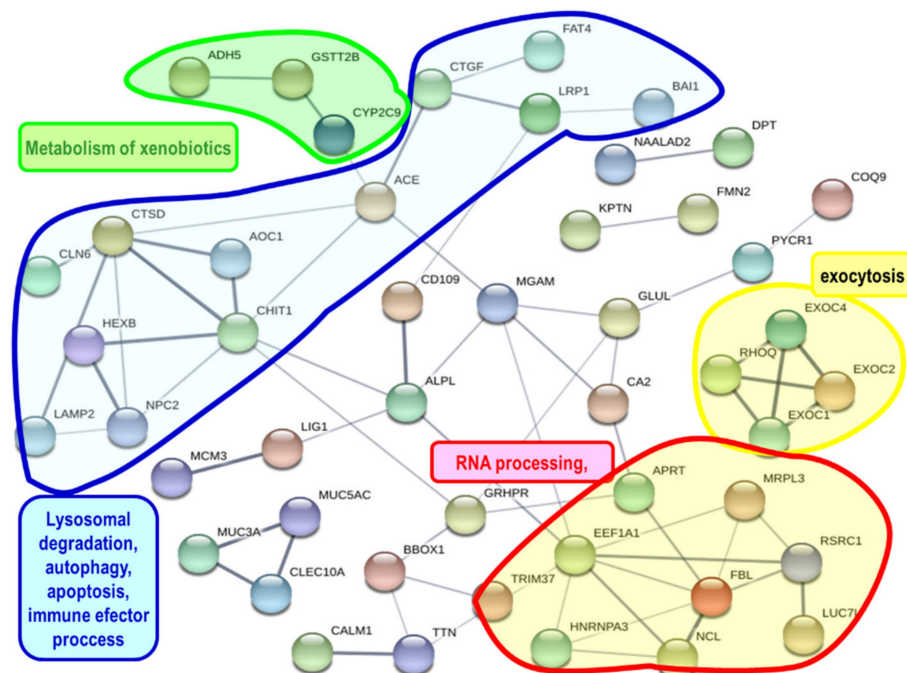 FAT4
ADH5
GSTT2B
CTGF
LRP1
BAI1
CYP2C9
DPT
Metabolism of xenobiotics
NAALAD2
ACE
COQ9
FMN2
KPTN
CTSD
AOC1
CLN6
PYCR1
CD109
MGAM
GLUL
exocytosis
CHIT1
EXOC4
HEXB
RHOQ
EXOC2
ALPL
CA2
LAMP2
NPC2
EXOC1
LIG1
MCM3
RNA processing,
APRT
MRPL3
MUC5AC
GRHPR
Lysosomal
degradation,
autophagy,
apoptosis,
immune efector
proccess
MUC3A
EEF1A1
RSRC1
BBOX1
CLEC10A
TRIM37
FBL
LUC7L
HNRNPA3
NCL
CALM1
TTN